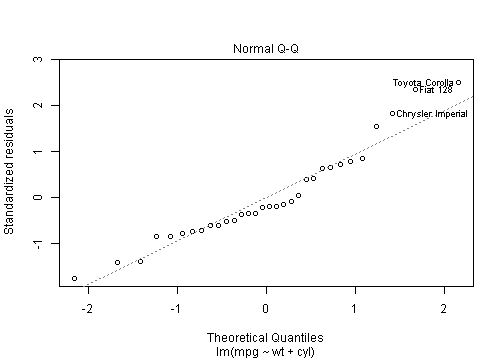 Normal Q-Q
3
2
1
0
-1
Standardized residuals
Toyota Corolla
Fiat 128
Chrysler Imperial
-2 -1 0 1 2
Theoretical Quantiles
lm(mpg ~ wt + cyl)